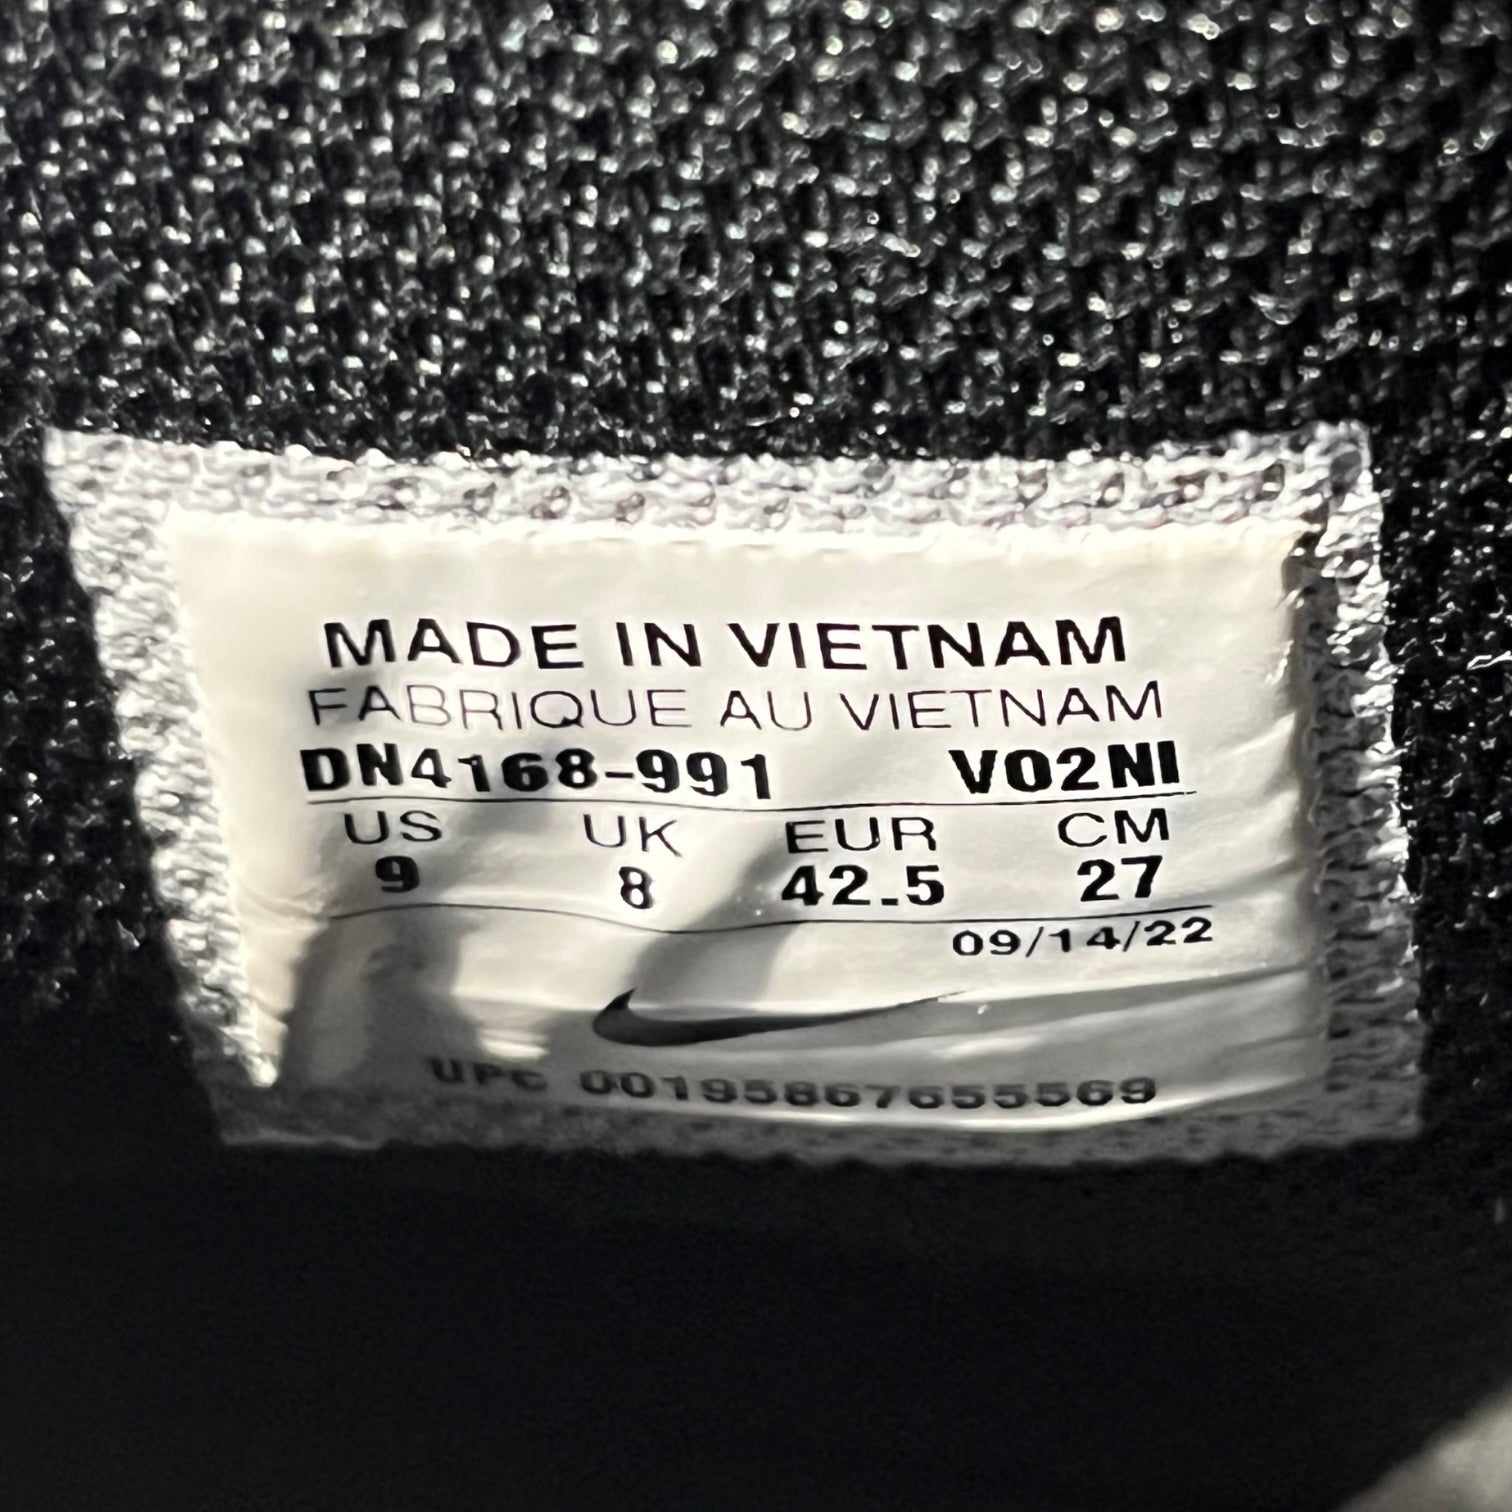 MADE IN VIETNAM
FABRIQUE AU VIETNAM
DN4168-991 V02NI
US UK EUR CM
9 8 42.5 27
09/14/22
UPC 00195867655569